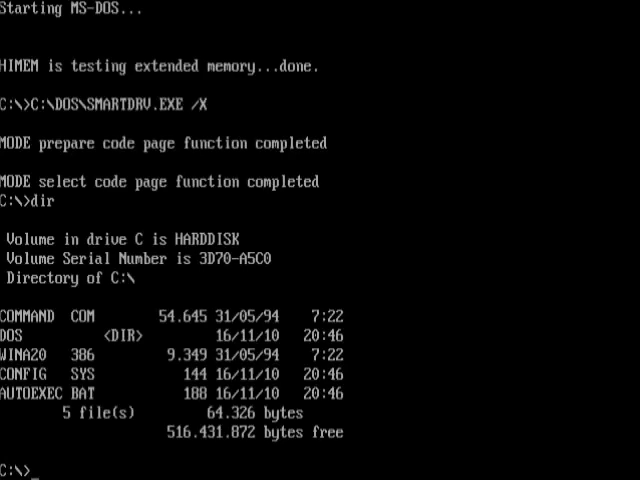 Starting MS-DOS...
HIMEM is testing extended memory...done.
C:\>C:\DOS\SMARTDRV.EXE /X
MODE prepare code page function completed
MODE select code page function completed
C:\>dir
Volume in drive C is HARDDISK
Volume Serial Number is 3D70-A5C0
Directory of C:\
COMMAND  COM        54.645 31/05/94    7:22
DOS          <DIR>         16/11/10   20:46
WINA20   386         9.349 31/05/94    7:22
CONFIG   SYS           144 16/11/10   20:46
AUTOEXEC BAT           188 16/11/10   20:46
5 file(s)         64.326 bytes
516.431.872 bytes free
C:\>_